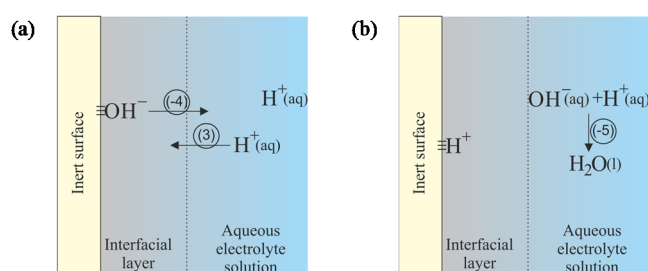 (a)
Inert surface
≡OH⁻
(-4)
H⁺(aq)
(3)
H⁺(aq)
Interfacial
layer
Aqueous
electrolyte
solution
(b)
Inert surface
≡H⁺
OH⁻(aq) + H⁺(aq)
(-5)
H₂O(l)
Interfacial
layer
Aqueous
electrolyte
solution